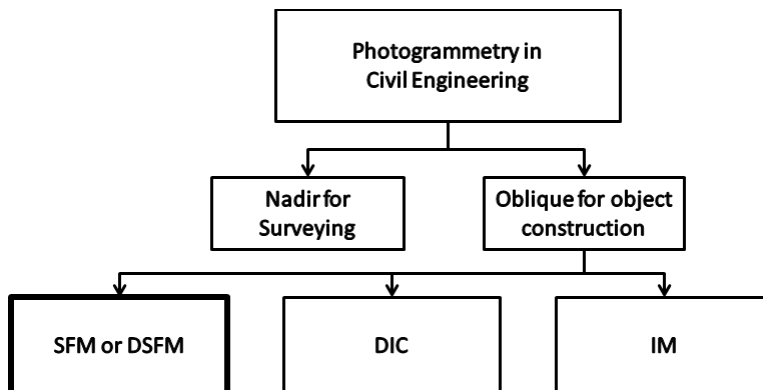 Photogrammetry in
Civil Engineering
Nadir for
Surveying
Oblique for object
construction
SFM or DSFM
DIC
IM